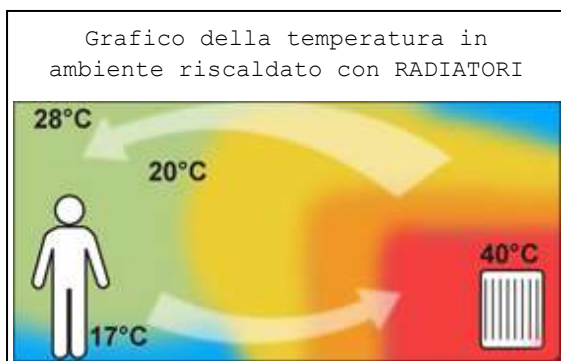 Grafico della temperatura in
ambiente riscaldato con RADIATORI
28°C
20°C
40°C
17°C